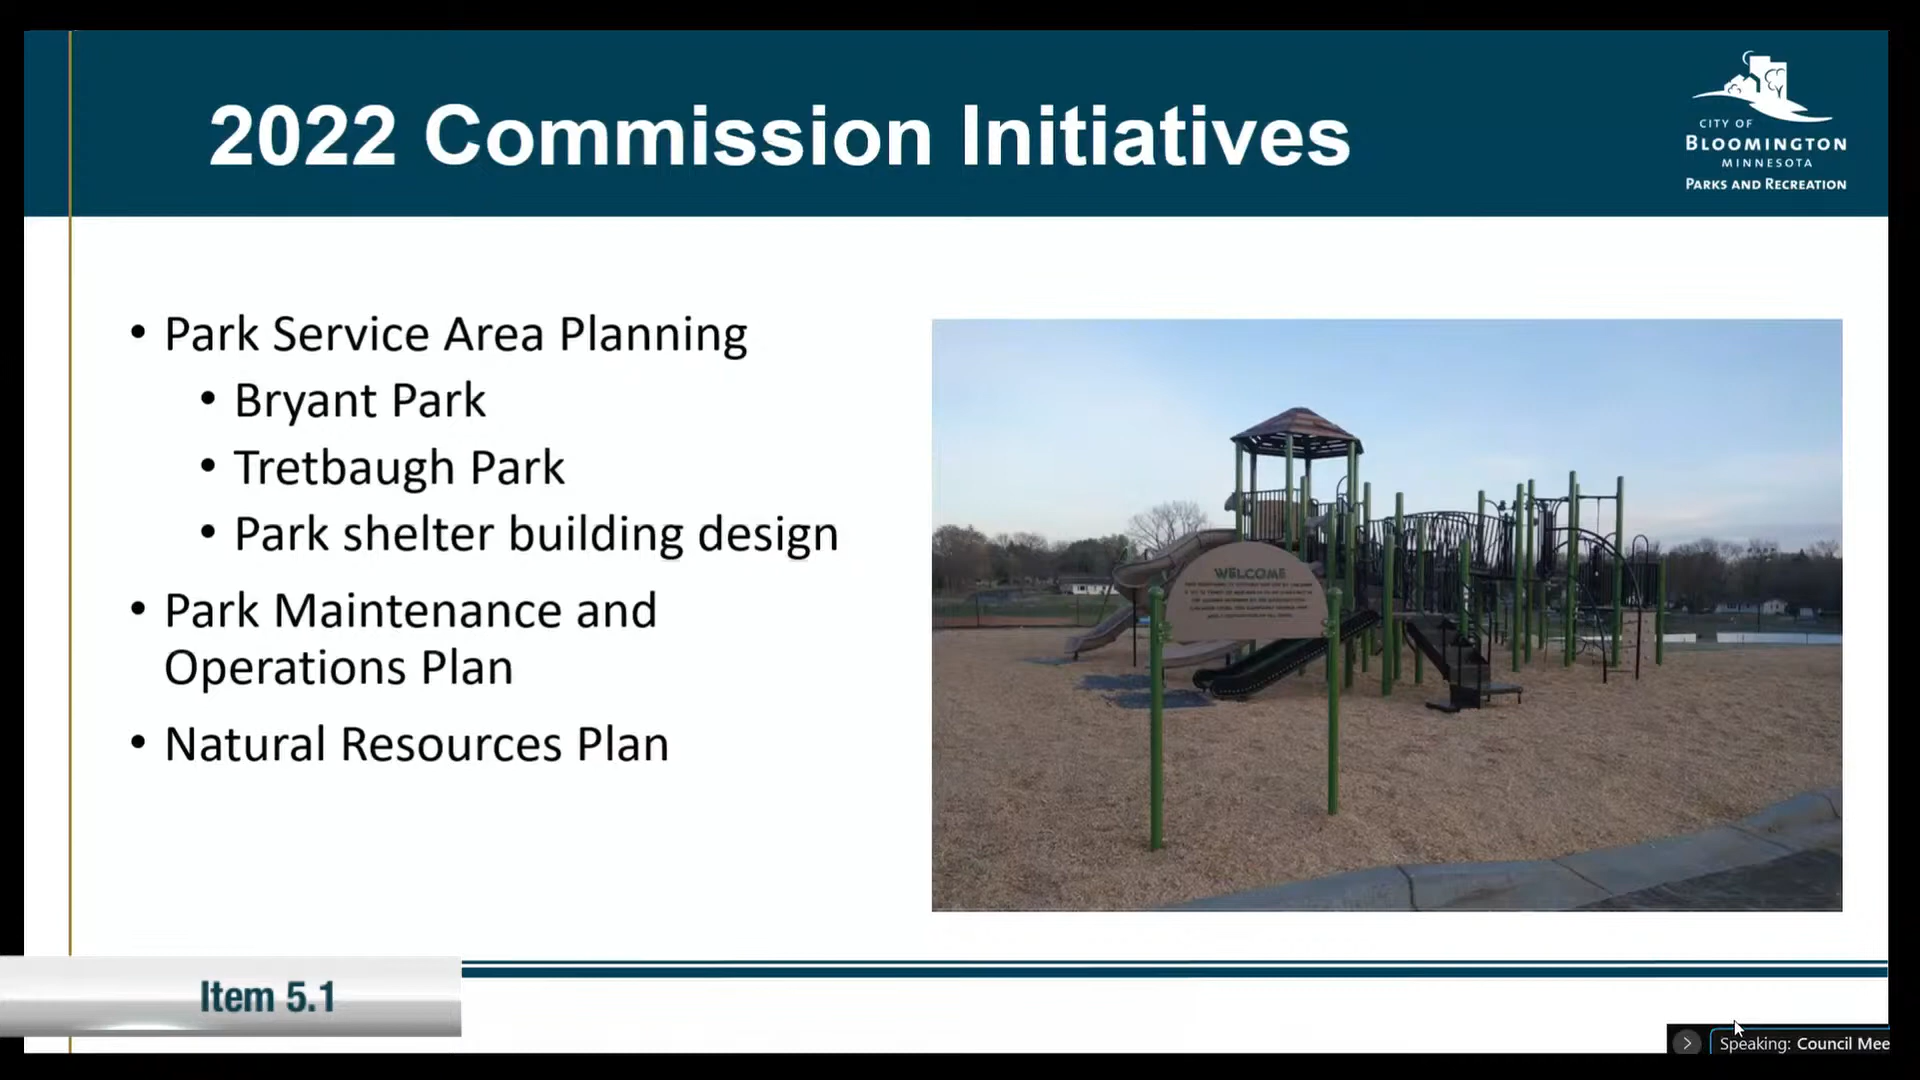 2022 Commission Initiatives
CITY OF
BLOOMINGTON
MINNESOTA
PARKS AND RECREATION
• Park Service Area Planning
• Bryant Park
• Tretbaugh Park
• Park shelter building design
• Park Maintenance and
Operations Plan
• Natural Resources Plan
WELCOME
Item 5.1
Speaking: Council Mee